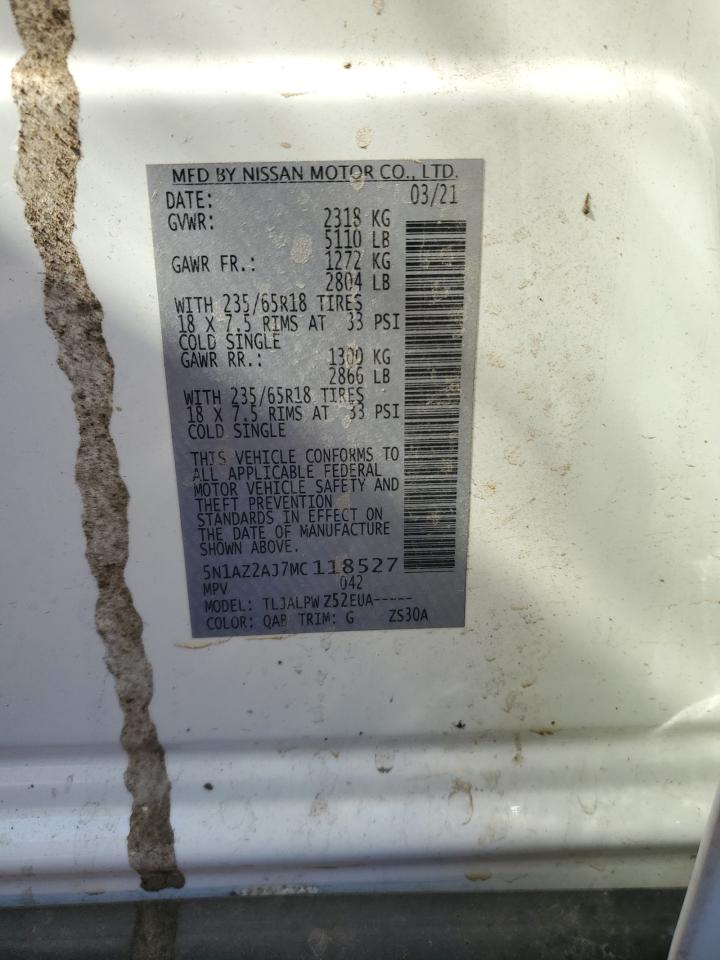 MFD BY NISSAN MOTOR CO., LTD.
DATE: 03/21
GVWR: 2318 KG
5110 LB
GAWR FR.: 1272 KG
2804 LB
WITH 235/65R18 TIRES
18 X 7.5 RIMS AT 33 PSI
COLD SINGLE
GAWR RR.: 1300 KG
2866 LB
WITH 235/65R18 TIRES
18 X 7.5 RIMS AT 33 PSI
COLD SINGLE
THIS VEHICLE CONFORMS TO
ALL APPLICABLE FEDERAL
MOTOR VEHICLE SAFETY AND
THEFT PREVENTION
STANDARDS IN EFFECT ON
THE DATE OF MANUFACTURE
SHOWN ABOVE.
5N1AZ2AJ7MC118527
MPV 042
MODEL: TLJALPWZ52EUA-----
COLOR: QAB TRIM: G ZS30A